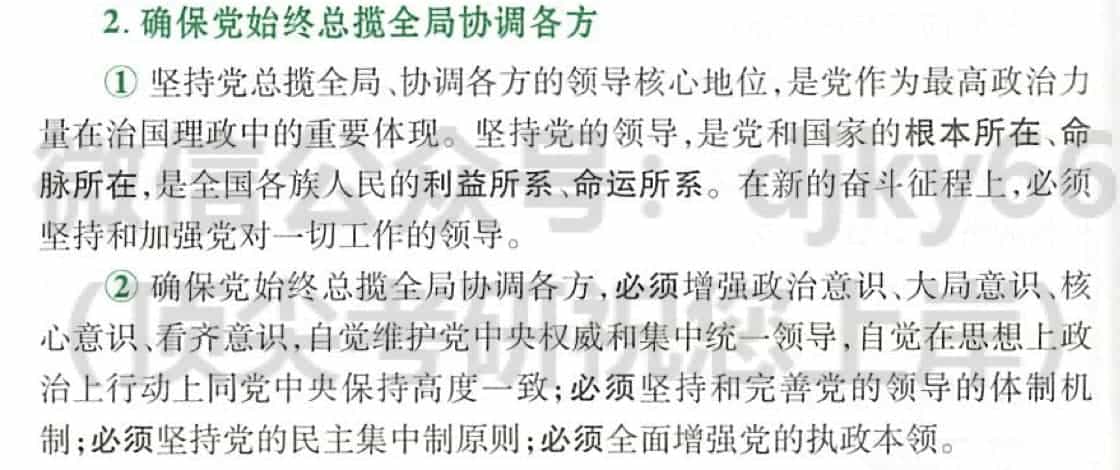 2. 确保党始终总揽全局协调各方
① 坚持党总揽全局、协调各方的领导核心地位,是党作为最高政治力
量在治国理政中的重要体现。坚持党的领导,是党和国家的根本所在、命
脉所在,是全国各族人民的利益所系、命运所系。在新的奋斗征程上,必须
坚持和加强党对一切工作的领导。
② 确保党始终总揽全局协调各方,必须增强政治意识、大局意识、核
心意识、看齐意识,自觉维护党中央权威和集中统一领导,自觉在思想上政
治上行动上同党中央保持高度一致;必须坚持和完善党的领导的体制机
制;必须坚持党的民主集中制原则;必须全面增强党的执政本领。
微信公众号: djky66